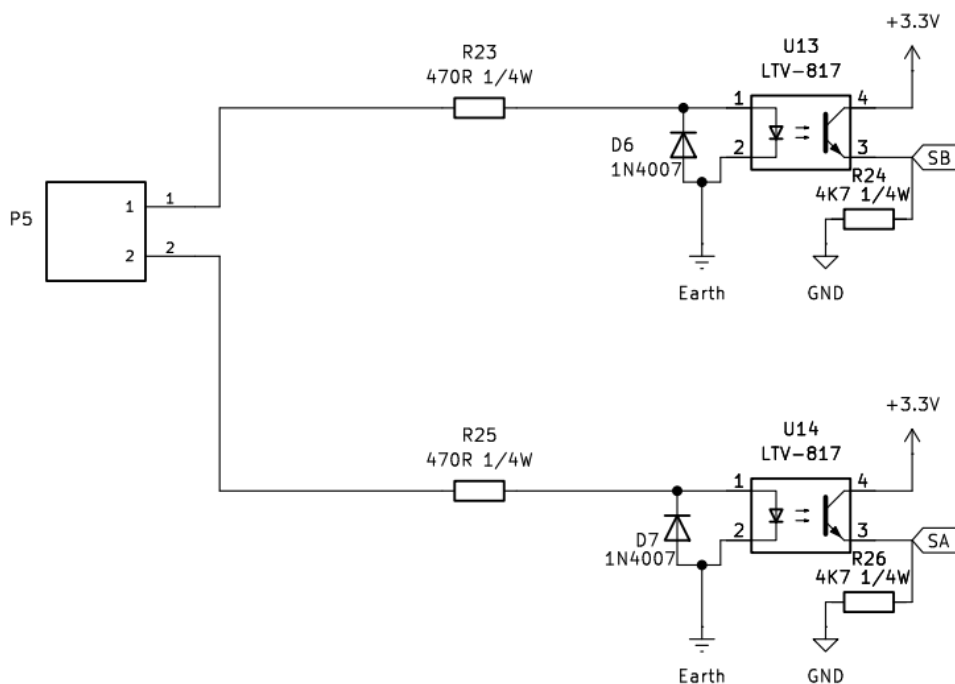 +3.3V
R23
470R 1/4W
U13
LTV-817
1
4
2
3
D6
1N4007
SB
R24
4K7 1/4W
P5
1
1
2
2
Earth
GND
+3.3V
R25
470R 1/4W
U14
LTV-817
1
4
2
3
D7
1N4007
SA
R26
4K7 1/4W
Earth
GND